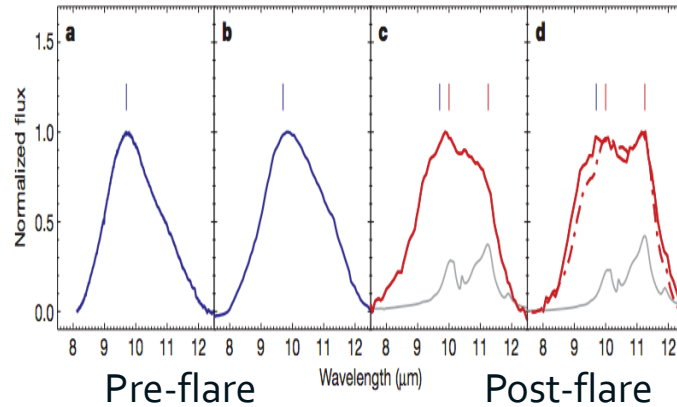 a b c d
Normalized flux
1.5
1.0
0.5
0.0
8 9 10 11 12 8 9 10 11 12 8 9 10 11 12 8 9 10 11 12
Wavelength (μm)
Pre-flare Post-flare